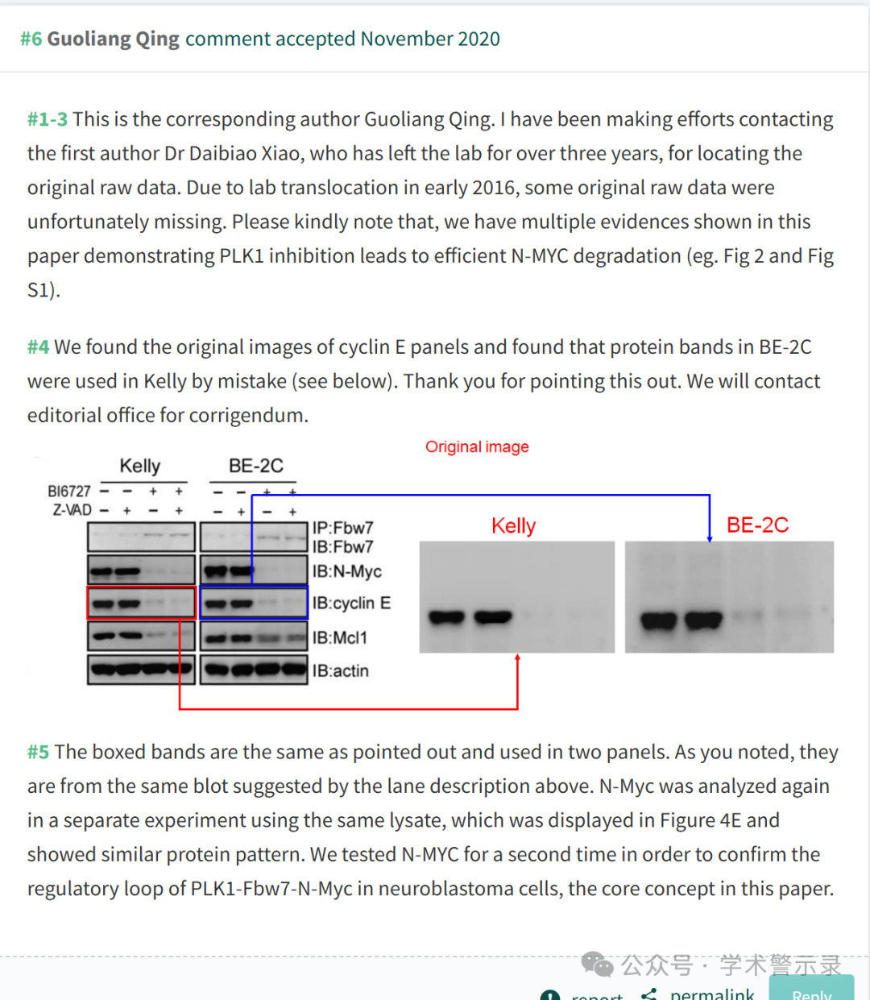 #6 Guoliang Qing comment accepted November 2020
#1-3 This is the corresponding author Guoliang Qing. I have been making efforts contacting
the first author Dr Daibiao Xiao, who has left the lab for over three years, for locating the
original raw data. Due to lab translocation in early 2016, some original raw data were
unfortunately missing. Please kindly note that, we have multiple evidences shown in this
paper demonstrating PLK1 inhibition leads to efficient N-MYC degradation (eg. Fig 2 and Fig
S1).
#4 We found the original images of cyclin E panels and found that protein bands in BE-2C
were used in Kelly by mistake (see below). Thank you for pointing this out. We will contact
editorial office for corrigendum.
Original image
Kelly BE-2C
BI6727 − − + + − − + +
Z-VAD − + − + − + − +
IP:Fbw7
IB:Fbw7
IB:N-Myc
IB:cyclin E
IB:Mcl1
IB:actin
Kelly BE-2C
#5 The boxed bands are the same as pointed out and used in two panels. As you noted, they
are from the same blot suggested by the lane description above. N-Myc was analyzed again
in a separate experiment using the same lysate, which was displayed in Figure 4E and
showed similar protein pattern. We tested N-MYC for a second time in order to confirm the
regulatory loop of PLK1-Fbw7-N-Myc in neuroblastoma cells, the core concept in this paper.
公众号 · 学术警示录
report permalink Reply